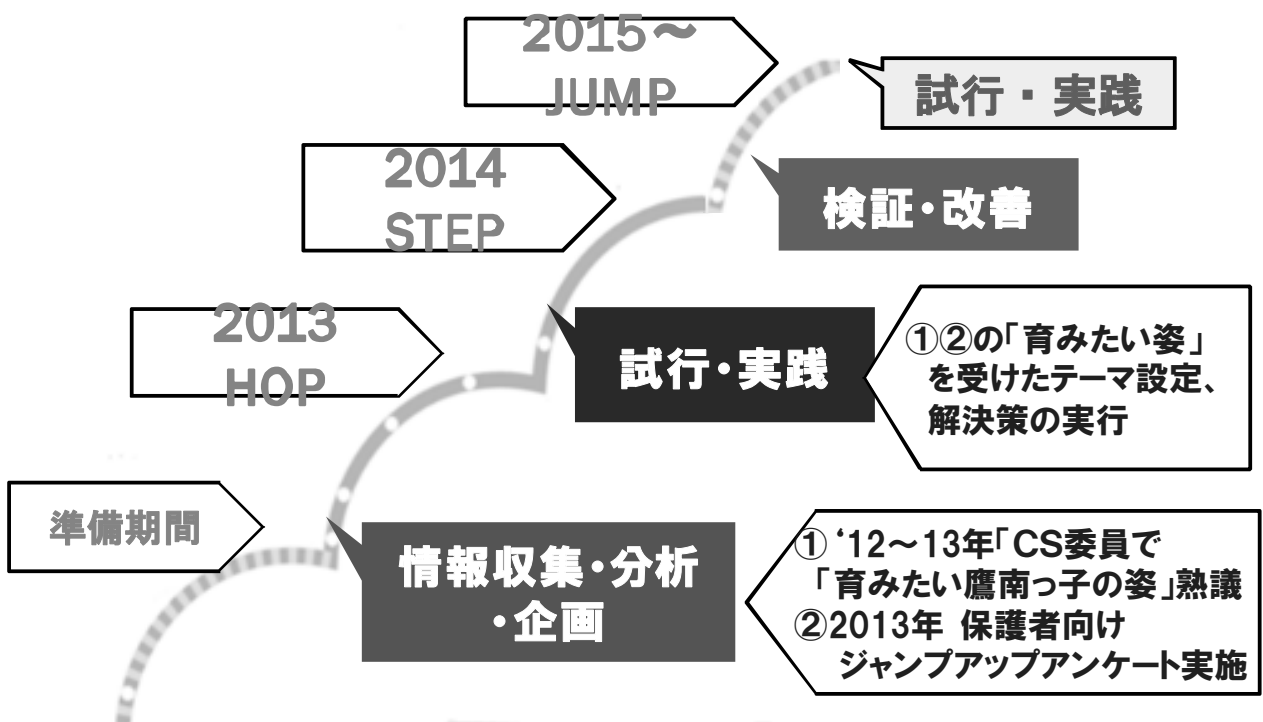 2015～
JUMP
試行・実践
2014
STEP
検証・改善
2013
HOP
試行・実践
①②の「育みたい姿」
を受けたテーマ設定、
解決策の実行
準備期間
情報収集・分析
・企画
①‘12～13年「CS委員で
「育みたい鷹南っ子の姿」熟議
②2013年 保護者向け
ジャンプアップアンケート実施